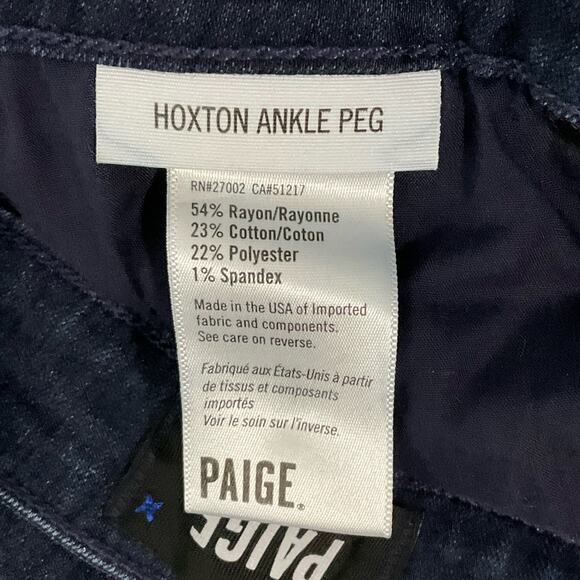 HOXTON ANKLE PEG
RN#27002 CA#51217
54% Rayon/Rayonne
23% Cotton/Coton
22% Polyester
1% Spandex
Made in the USA of Imported
fabric and components.
See care on reverse.
Fabriqué aux États-Unis à partir
de tissus et composants
importés
Voir le soin sur l'inverse.
PAIGE®
PAIGE